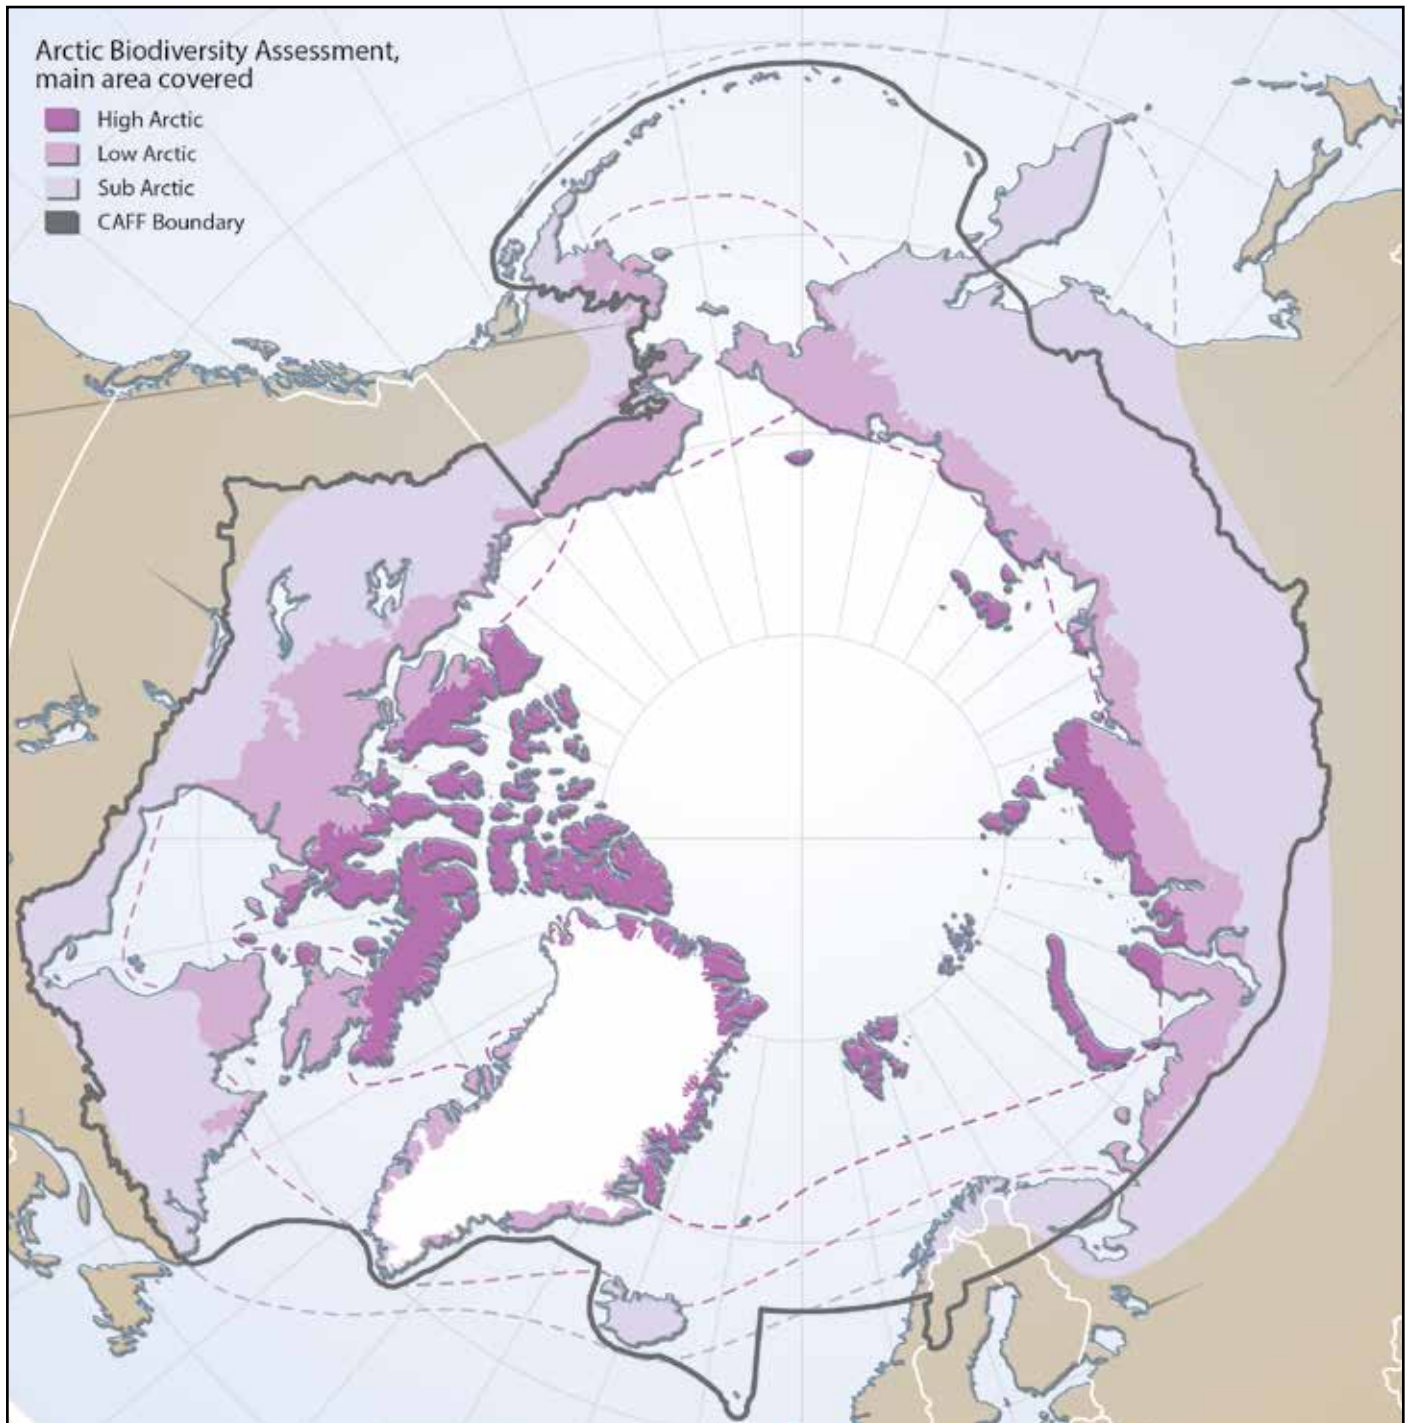 Arctic Biodiversity Assessment,
main area covered
High Arctic
Low Arctic
Sub Arctic
CAFF Boundary